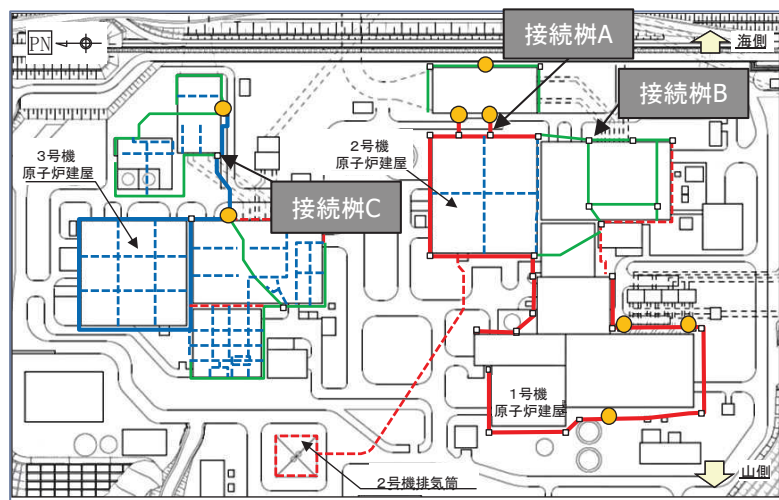 接続桝A
PN
海側
接続桝B
3号機
原子炉建屋
2号機
原子炉建屋
接続桝C
1号機
原子炉建屋
2号機排気筒
山側